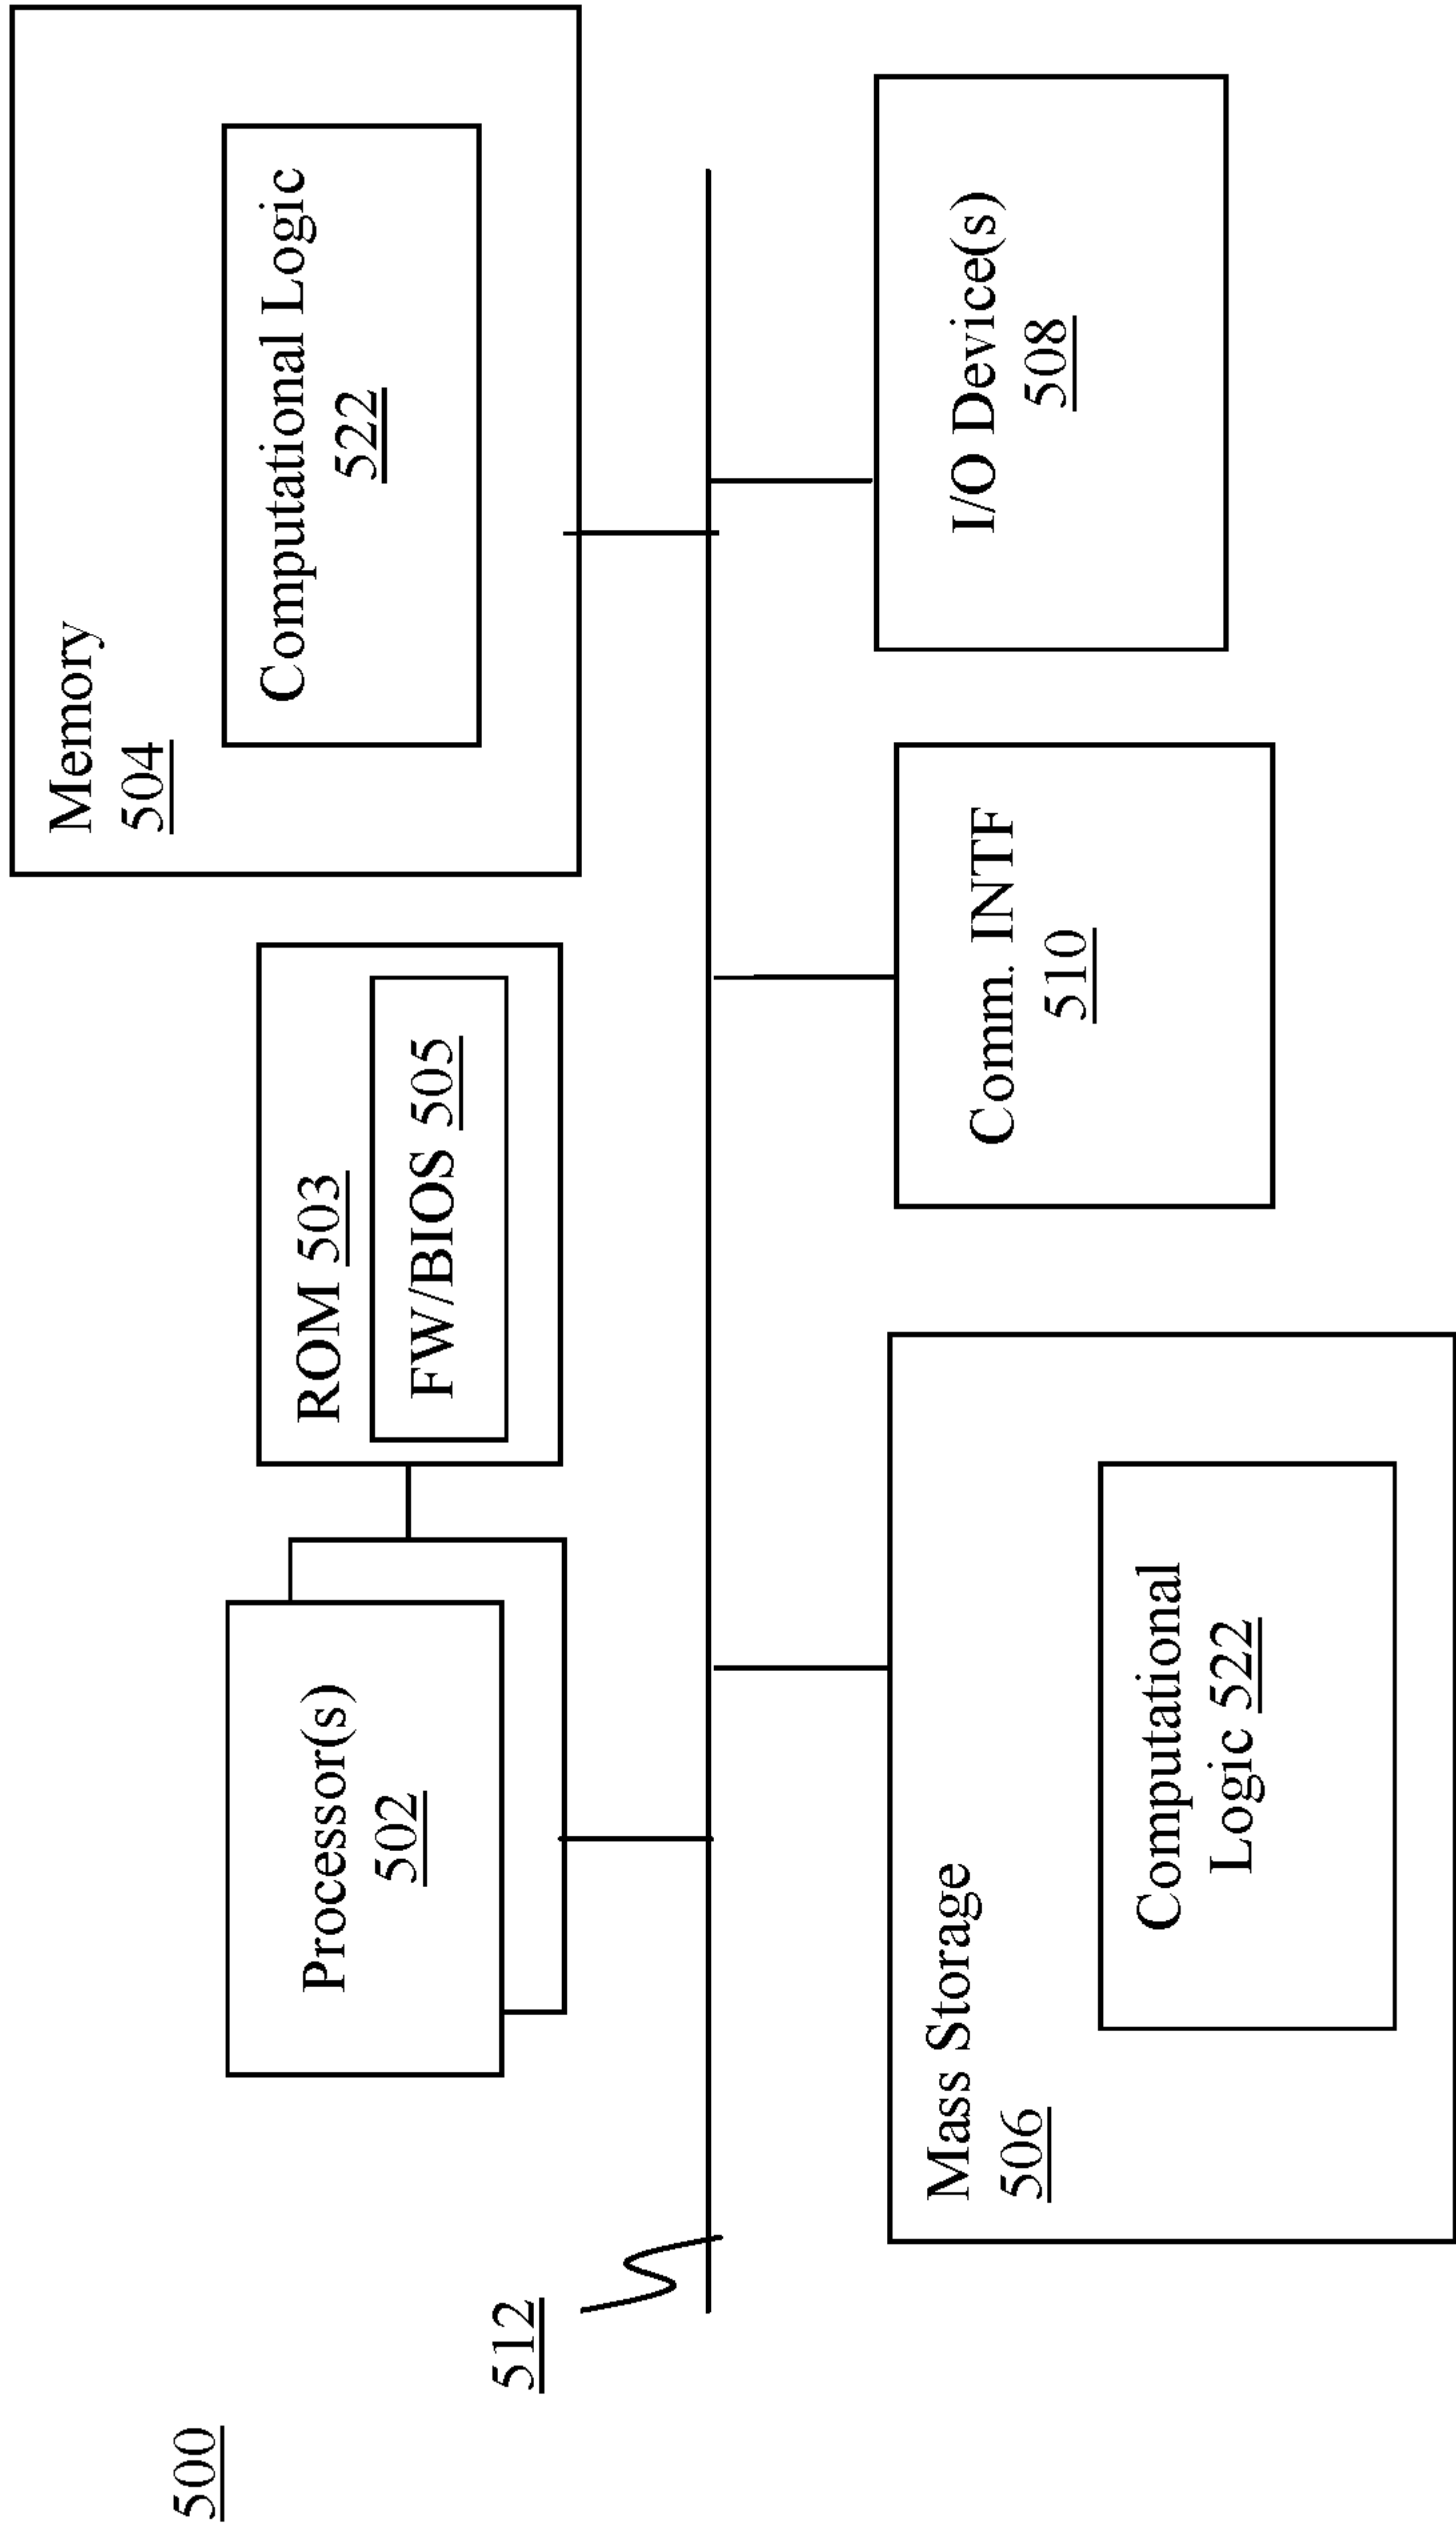 500
Processor(s)
502
ROM 503
FW/BIOS 505
Memory
504
Computational Logic
522
512
Mass Storage
506
Computational
Logic 522
Comm. INTF
510
I/O Device(s)
508